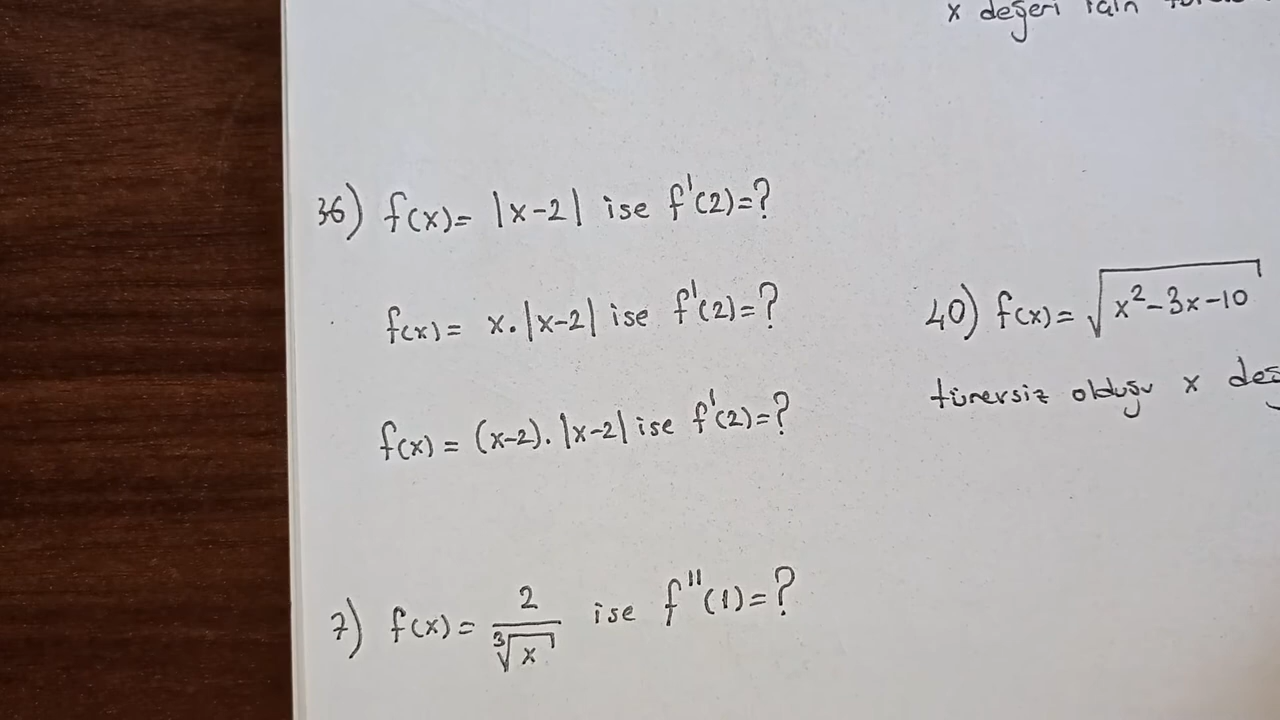 x değeri için
36) f(x)= |x-2| ise f'(2)=?
f(x)= x.|x-2| ise f'(2)=?
f(x)= (x-2).|x-2| ise f'(2)=?
7) f(x)= 2/∛x ise f''(1)=?
40) f(x)= √(x²-3x-10)
türevsiz olduğu x